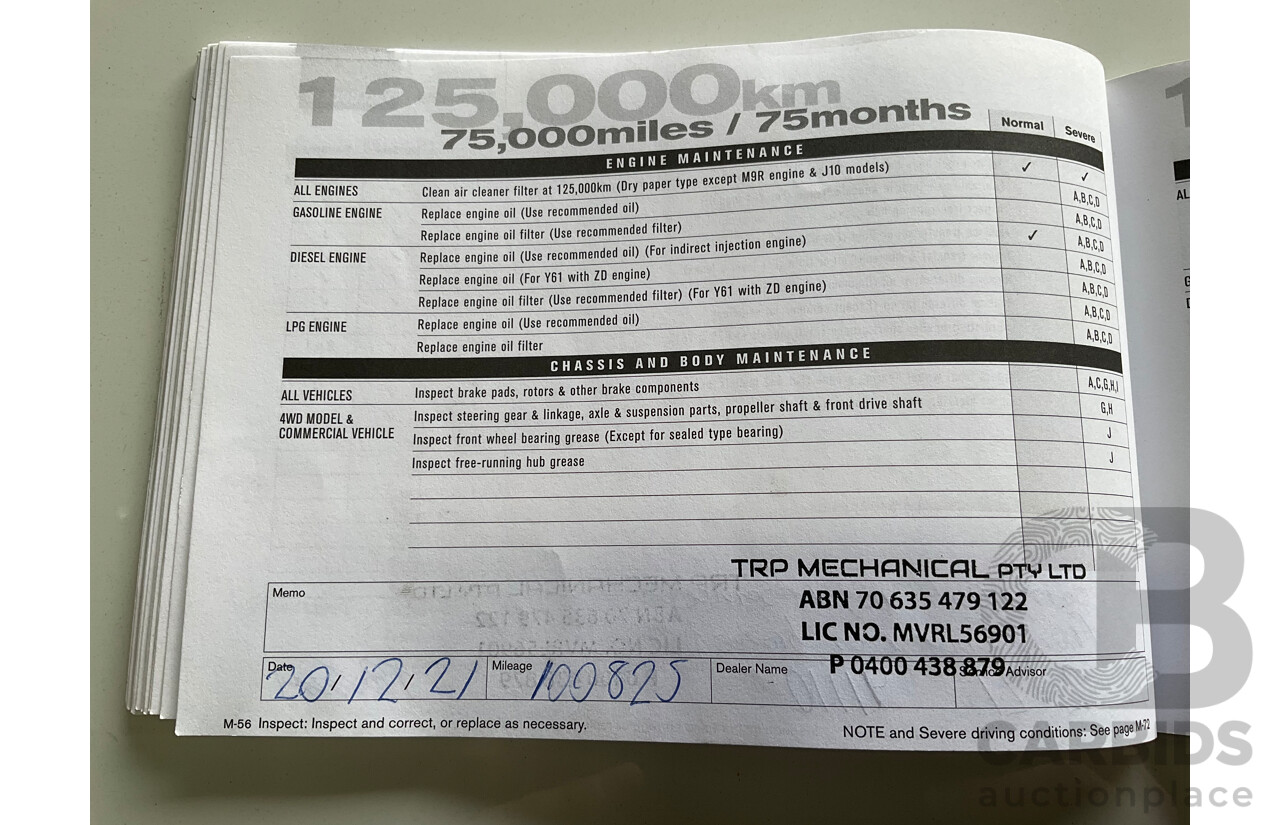 125,000km
75,000miles / 75months
Normal Severe
ENGINE MAINTENANCE
ALL ENGINES Clean air cleaner filter at 125,000km (Dry paper type except M9R engine & J10 models) ✓ ✓
GASOLINE ENGINE Replace engine oil (Use recommended oil) A,B,C,D
Replace engine oil filter (Use recommended filter) A,B,C,D
DIESEL ENGINE Replace engine oil (Use recommended oil) (For indirect injection engine) ✓ A,B,C,D
Replace engine oil (For Y61 with ZD engine) A,B,C,D
Replace engine oil filter (Use recommended filter) (For Y61 with ZD engine) A,B,C,D
LPG ENGINE Replace engine oil (Use recommended oil) A,B,C,D
Replace engine oil filter A,B,C,D
CHASSIS AND BODY MAINTENANCE
ALL VEHICLES Inspect brake pads, rotors & other brake components A,C,G,H,I
4WD MODEL & Inspect steering gear & linkage, axle & suspension parts, propeller shaft & front drive shaft G,H
COMMERCIAL VEHICLE Inspect front wheel bearing grease (Except for sealed type bearing) J
Inspect free-running hub grease J
TRP MECHANICAL PTY LTD
Memo
ABN 70 635 479 122
LIC NO. MVRL56901
P 0400 438 879
Date 20/12/21 Mileage 100825 Dealer Name Service Advisor
M-56 Inspect: Inspect and correct, or replace as necessary.
NOTE and Severe driving conditions: See page M-72
CARBIDS
auctionplace